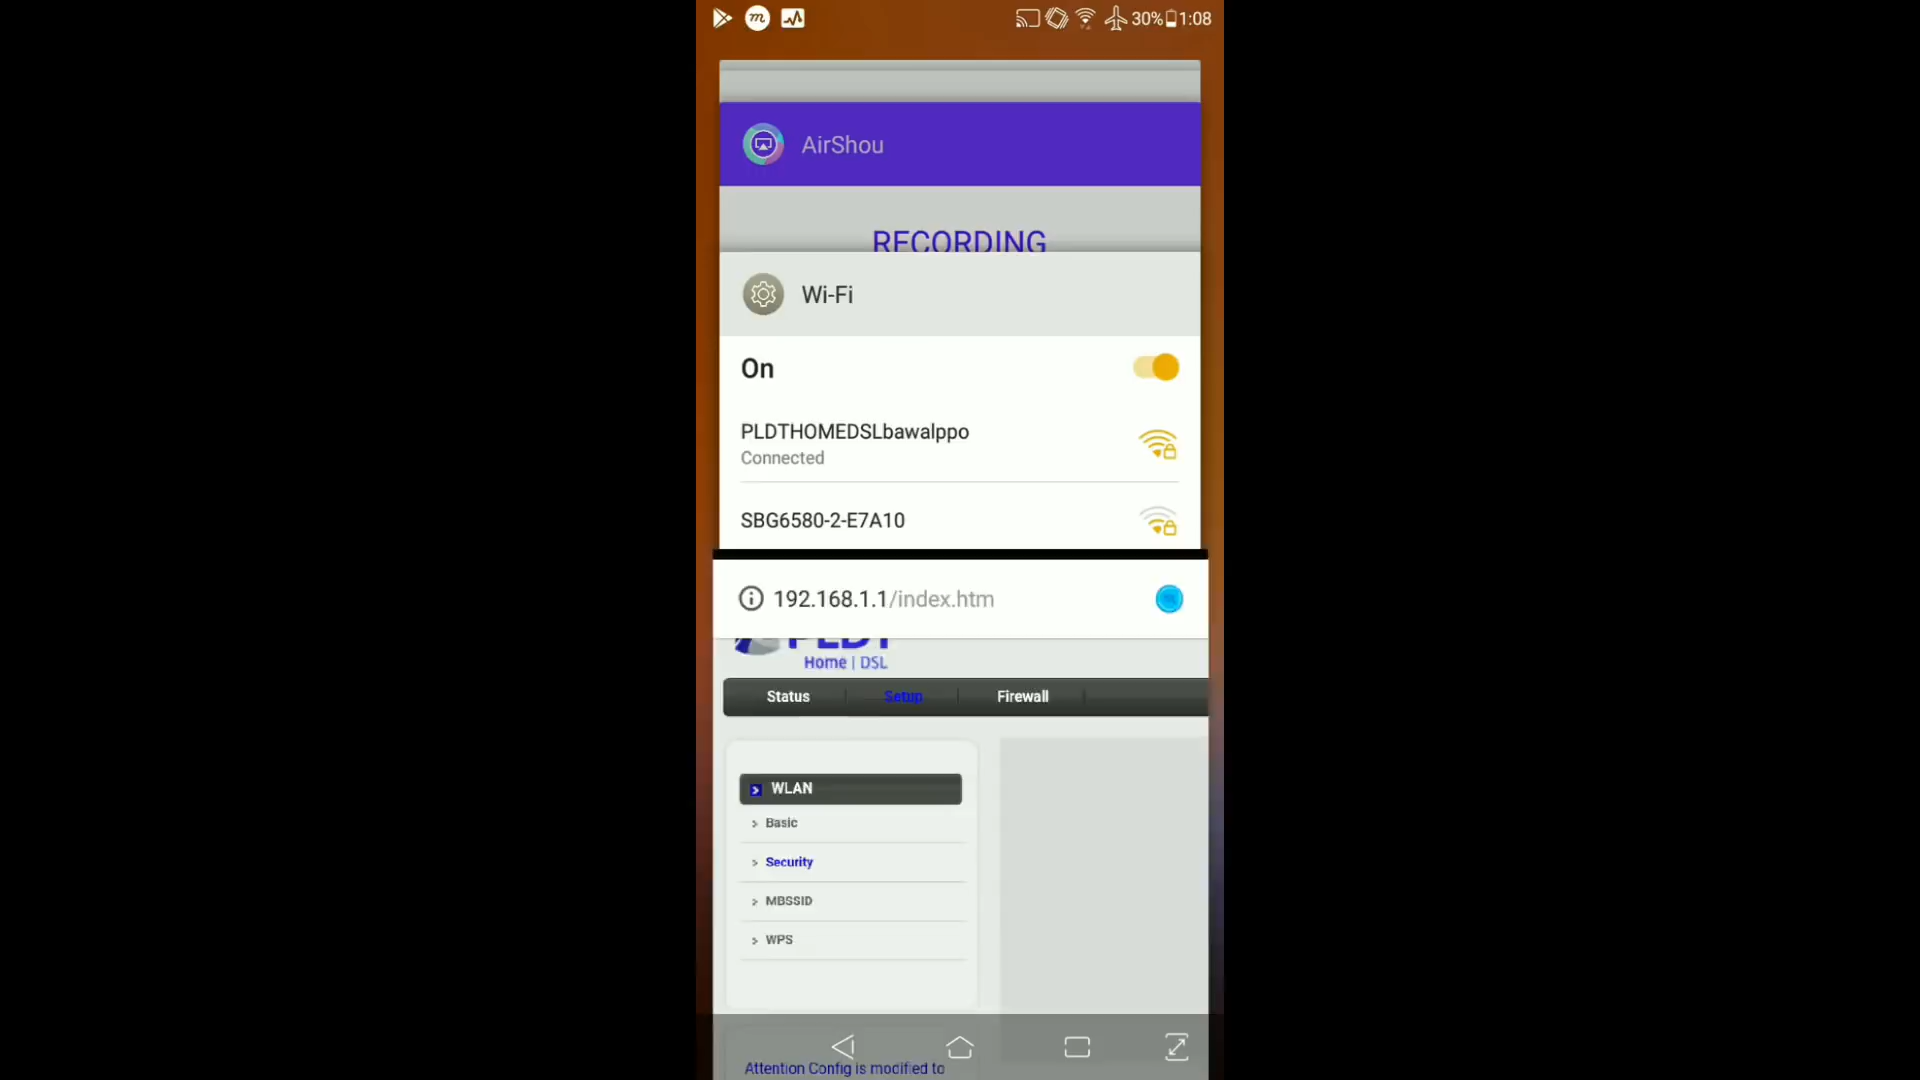 30% 1:08
AirShou
RECORDING
Wi-Fi
On
PLDTHOMEDSLbawalppo
Connected
SBG6580-2-E7A10
192.168.1.1/index.htm
PLDT
Home | DSL
Status Setup Firewall
WLAN
Basic
Security
MBSSID
WPS
Attention Config is modified to